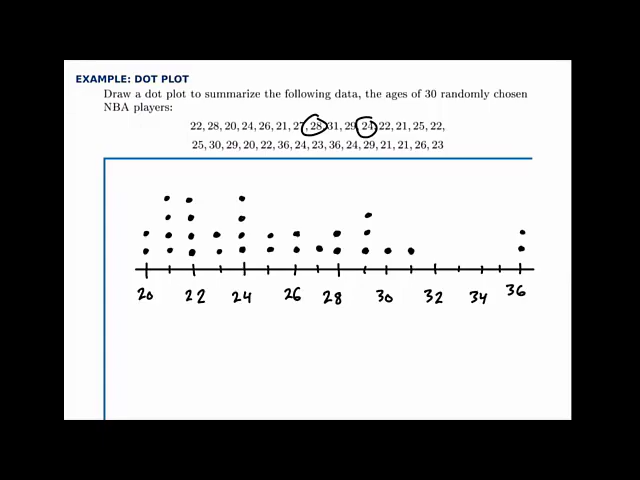 EXAMPLE: DOT PLOT
Draw a dot plot to summarize the following data, the ages of 30 randomly chosen
NBA players:
22, 28, 20, 24, 26, 21, 27, 28, 31, 29, 24, 22, 21, 25, 22,
25, 30, 29, 20, 22, 36, 24, 23, 36, 24, 29, 21, 21, 26, 23
20 22 24 26 28 30 32 34 36